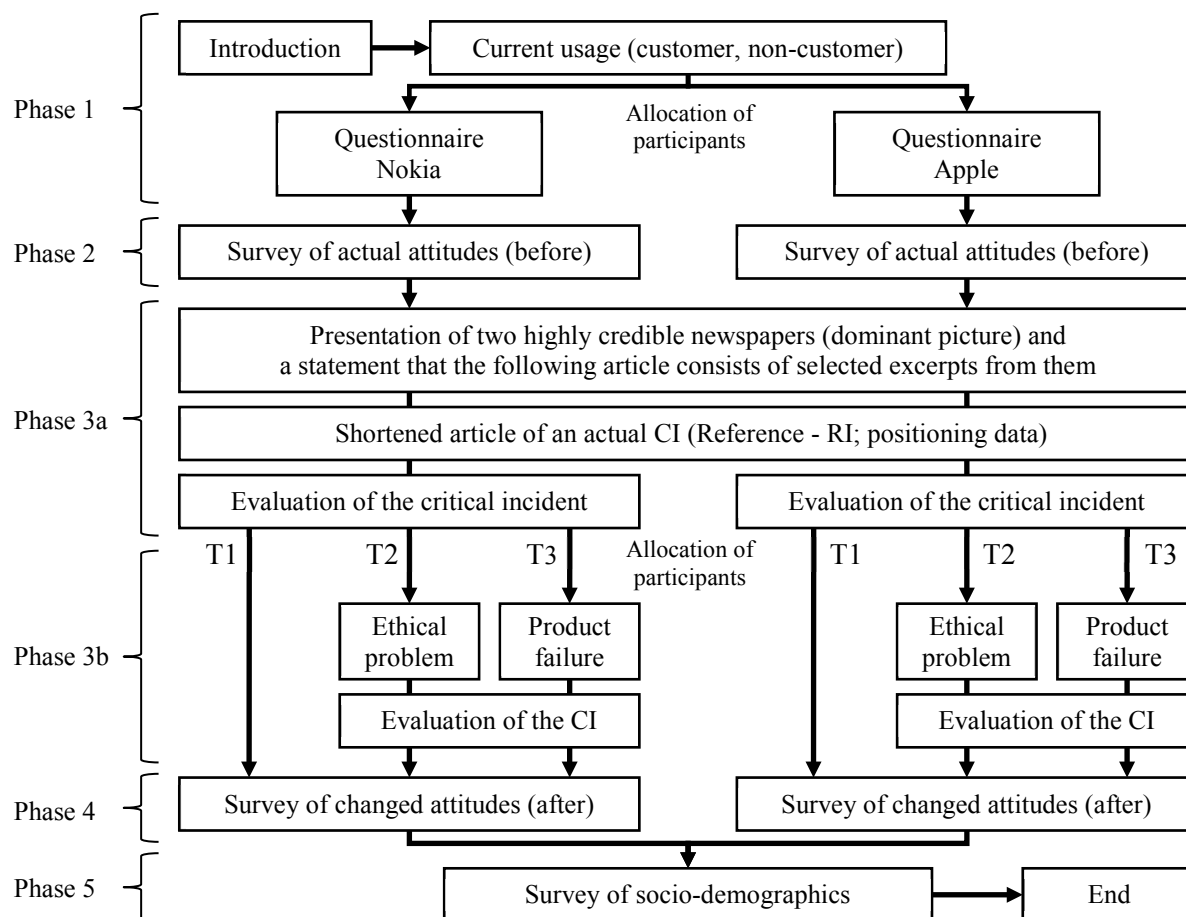 Introduction
Current usage (customer, non-customer)
Phase 1
Allocation of
participants
Questionnaire
Nokia
Questionnaire
Apple
Phase 2
Survey of actual attitudes (before)
Survey of actual attitudes (before)
Presentation of two highly credible newspapers (dominant picture) and
a statement that the following article consists of selected excerpts from them
Phase 3a
Shortened article of an actual CI (Reference - RI; positioning data)
Evaluation of the critical incident
Evaluation of the critical incident
T1
T2
T3
Allocation of
participants
T1
T2
T3
Phase 3b
Ethical
problem
Product
failure
Ethical
problem
Product
failure
Evaluation of the CI
Evaluation of the CI
Phase 4
Survey of changed attitudes (after)
Survey of changed attitudes (after)
Phase 5
Survey of socio-demographics
End